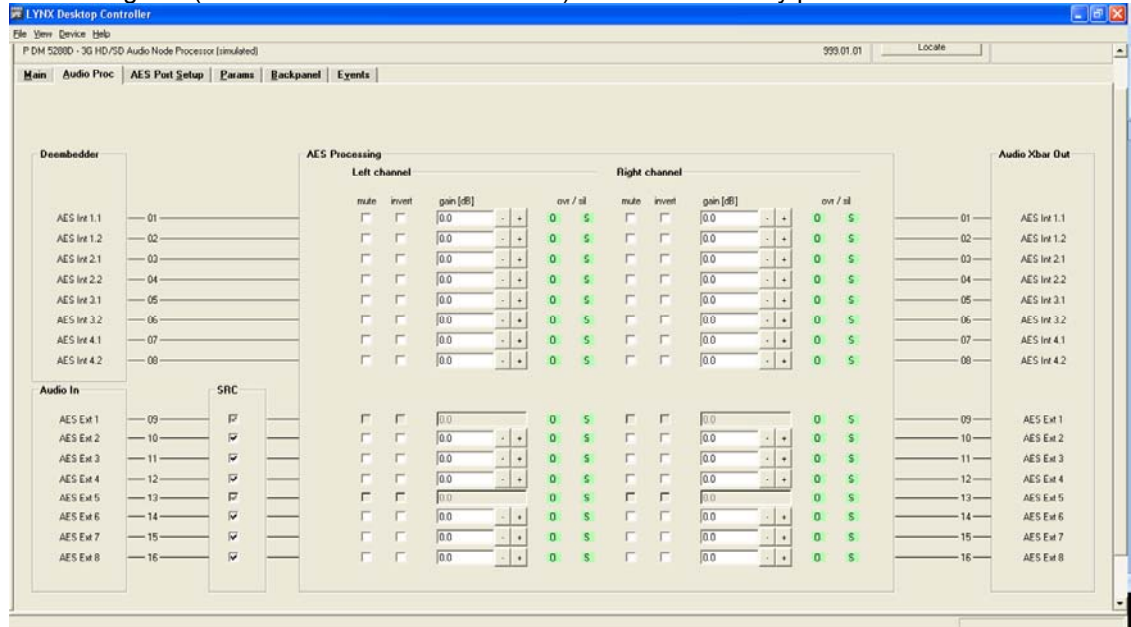 LYNX Desktop Controller
File View Device Help
P DM 5280D - 3G HD/SD Audio Node Processor (simulated) 999.01.01 Locate
Main Audio Proc AES Port Setup Params Backpanel Events
Deembedder AES Processing Audio Xbar Out
Left channel Right channel
mute invert gain [dB] ovr / sil mute invert gain [dB] ovr / sil
AES Int 1.1 01 0.0 - + O S 0.0 - + O S 01 AES Int 1.1
AES Int 1.2 02 0.0 - + O S 0.0 - + O S 02 AES Int 1.2
AES Int 2.1 03 0.0 - + O S 0.0 - + O S 03 AES Int 2.1
AES Int 2.2 04 0.0 - + O S 0.0 - + O S 04 AES Int 2.2
AES Int 3.1 05 0.0 - + O S 0.0 - + O S 05 AES Int 3.1
AES Int 3.2 06 0.0 - + O S 0.0 - + O S 06 AES Int 3.2
AES Int 4.1 07 0.0 - + O S 0.0 - + O S 07 AES Int 4.1
AES Int 4.2 08 0.0 - + O S 0.0 - + O S 08 AES Int 4.2
Audio In SRC
AES Ext 1 09 0.0 O S 0.0 O S 09 AES Ext 1
AES Ext 2 10 0.0 - + O S 0.0 - + O S 10 AES Ext 2
AES Ext 3 11 0.0 - + O S 0.0 - + O S 11 AES Ext 3
AES Ext 4 12 0.0 - + O S 0.0 - + O S 12 AES Ext 4
AES Ext 5 13 0.0 O S 0.0 O S 13 AES Ext 5
AES Ext 6 14 0.0 - + O S 0.0 - + O S 14 AES Ext 6
AES Ext 7 15 0.0 - + O S 0.0 - + O S 15 AES Ext 7
AES Ext 8 16 0.0 - + O S 0.0 - + O S 16 AES Ext 8